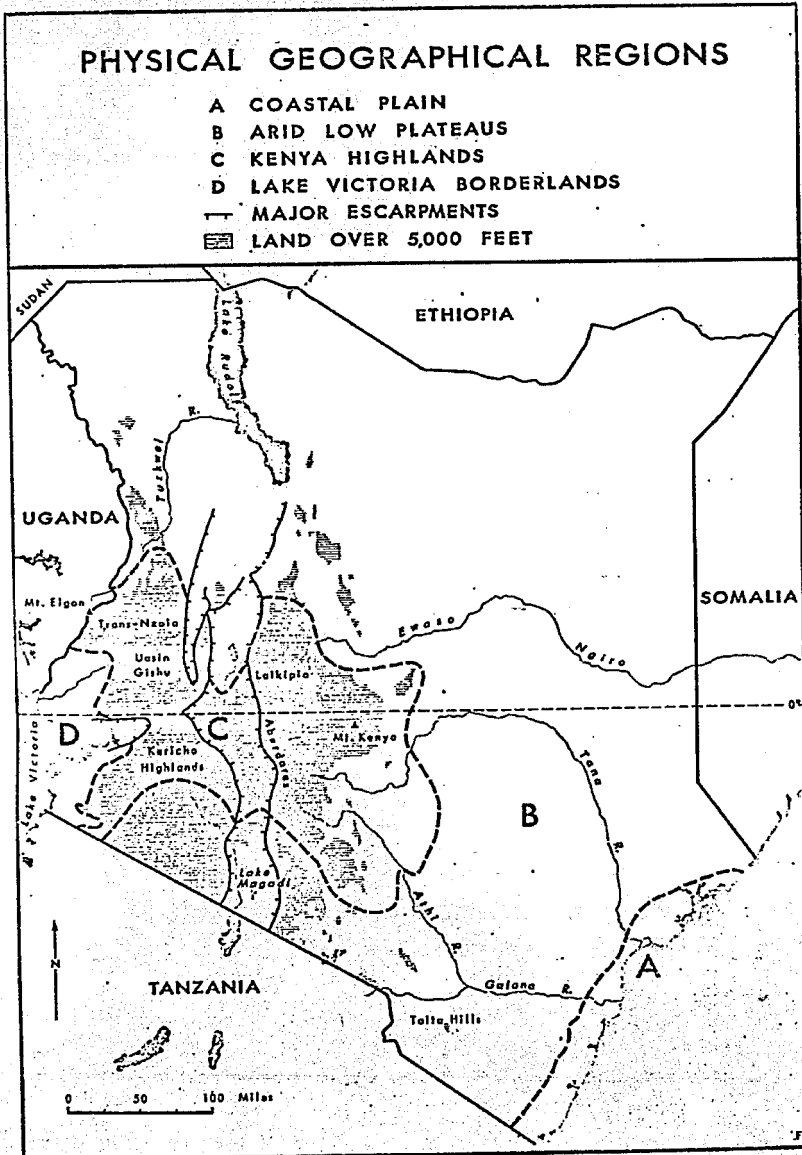 PHYSICAL GEOGRAPHICAL REGIONS
A COASTAL PLAIN
B ARID LOW PLATEAUS
C KENYA HIGHLANDS
D LAKE VICTORIA BORDERLANDS
MAJOR ESCARPMENTS
LAND OVER 5,000 FEET
SUDAN
ETHIOPIA
Lake Rudolf
Turkwel R.
UGANDA
SOMALIA
Mt. Elgon
Trans-Nzoia
Uasin
Gishu
Laikipia
Ewaso Ngiro
0°
D
C
Mt. Kenya
Aberdares
Lake Victoria
Kericho
Highlands
B
Tana R.
Lake
Magadi
Athi R.
A
TANZANIA
Galana R.
Taita Hills
N
0 50 100 Miles